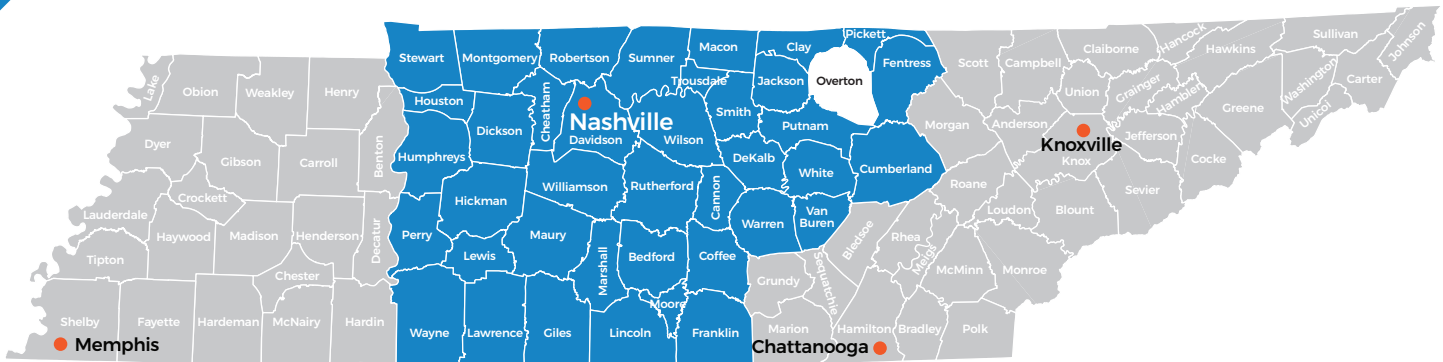 Stewart
Montgomery
Robertson
Sumner
Macon
Clay
Pickett
Fentress
Overton
Jackson
Trousdale
Smith
Putnam
Houston
Dickson
Cheatham
Nashville
Davidson
Wilson
DeKalb
White
Cumberland
Humphreys
Williamson
Rutherford
Cannon
Hickman
Warren
Van
Buren
Perry
Lewis
Maury
Marshall
Bedford
Coffee
Moore
Wayne
Lawrence
Giles
Lincoln
Franklin
Lake
Obion
Weakley
Henry
Dyer
Gibson
Carroll
Benton
Crockett
Lauderdale
Haywood
Madison
Henderson
Decatur
Tipton
Chester
Shelby
Fayette
Hardeman
McNairy
Hardin
Memphis
Scott
Campbell
Claiborne
Hancock
Hawkins
Sullivan
Johnson
Union
Grainger
Hamblen
Washington
Carter
Unicoi
Greene
Morgan
Anderson
Knoxville
Knox
Jefferson
Cocke
Sevier
Roane
Loudon
Blount
Bledsoe
Rhea
Meigs
McMinn
Monroe
Sequatchie
Grundy
Marion
Hamilton
Bradley
Polk
Chattanooga